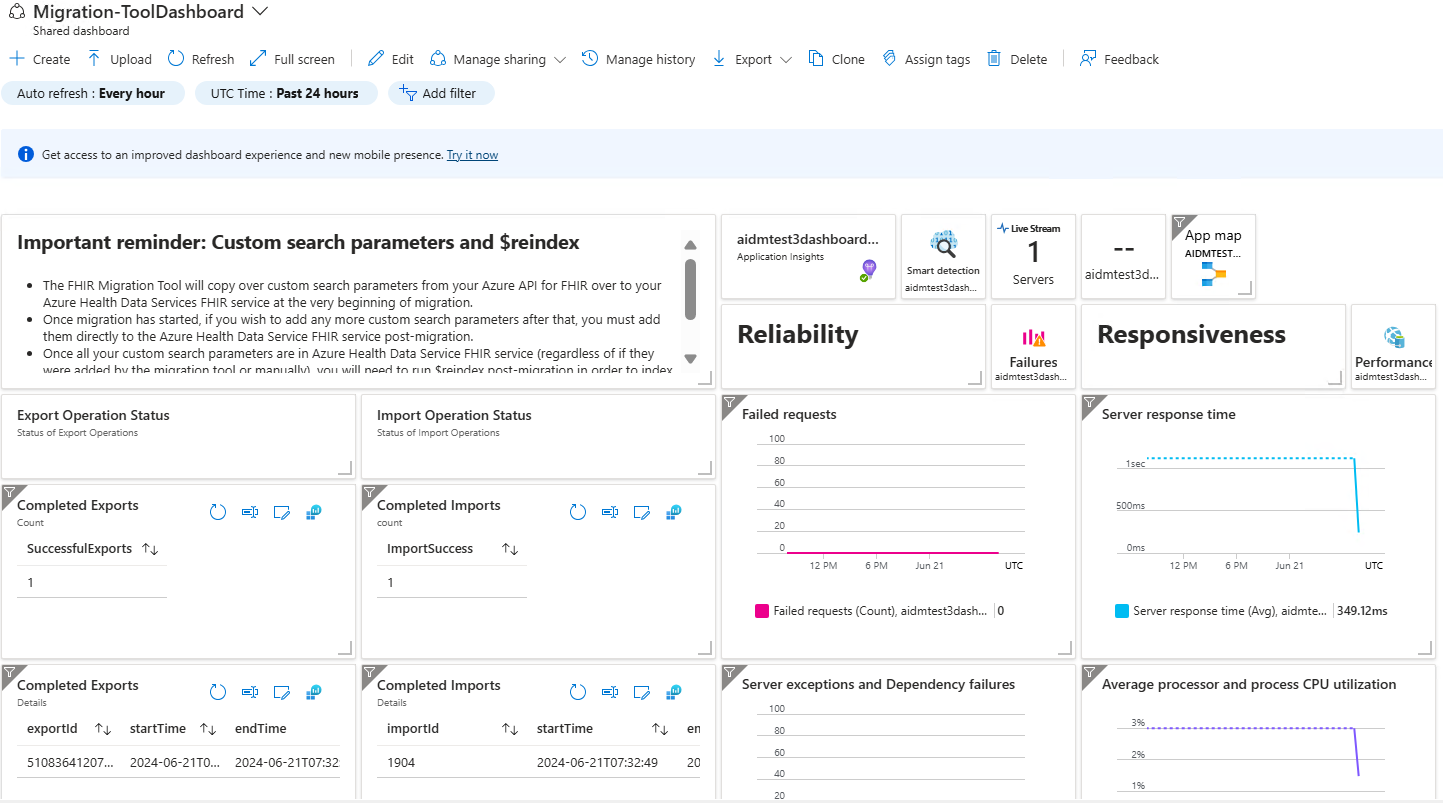 Migration-ToolDashboard
Shared dashboard
Create Upload Refresh Full screen Edit Manage sharing Manage history Export Clone Assign tags Delete Feedback
Auto refresh : Every hour UTC Time : Past 24 hours Add filter
Get access to an improved dashboard experience and new mobile presence. Try it now
Important reminder: Custom search parameters and $reindex
• The FHIR Migration Tool will copy over custom search parameters from your Azure API for FHIR over to your
Azure Health Data Services FHIR service at the very beginning of migration.
• Once migration has started, if you wish to add any more custom search parameters after that, you must add
them directly to the Azure Health Data Service FHIR service post-migration.
• Once all your custom search parameters are in Azure Health Data Service FHIR service (regardless of if they
were added by the migration tool or manually), you will need to run $reindex post-migration in order to index
aidmtest3dashboard...
Application Insights
Smart detection
aidmtest3dash...
Live Stream
1
Servers
--
aidmtest3d...
App map
AIDMTEST...
Reliability
Failures
aidmtest3dash...
Responsiveness
Performance
aidmtest3dash...
Export Operation Status
Status of Export Operations
Import Operation Status
Status of Import Operations
Completed Exports
Count
SuccessfulExports
1
Completed Imports
count
ImportSuccess
1
Failed requests
100
80
60
40
20
0
12 PM 6 PM Jun 21 UTC
Failed requests (Count), aidmtest3dash... 0
Server response time
1sec
500ms
0ms
12 PM 6 PM Jun 21 UTC
Server response time (Avg), aidmte... 349.12ms
Completed Exports
Details
exportId startTime endTime
51083641207... 2024-06-21T0... 2024-06-21T07:32:
Completed Imports
Details
importId startTime en
1904 2024-06-21T07:32:49 20
Server exceptions and Dependency failures
100
80
60
40
20
Average processor and process CPU utilization
3%
2%
1%